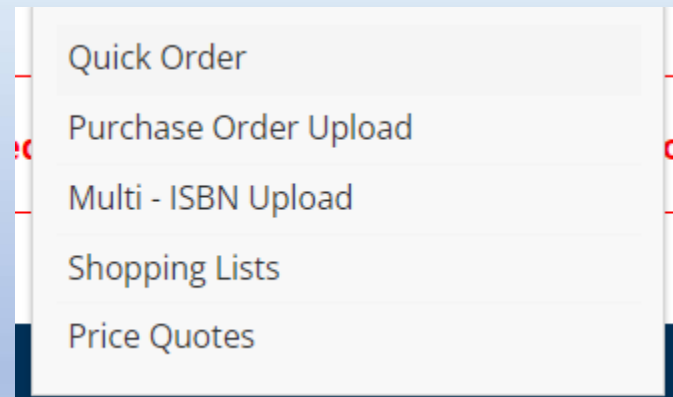 Quick Order
Purchase Order Upload
Multi - ISBN Upload
Shopping Lists
Price Quotes